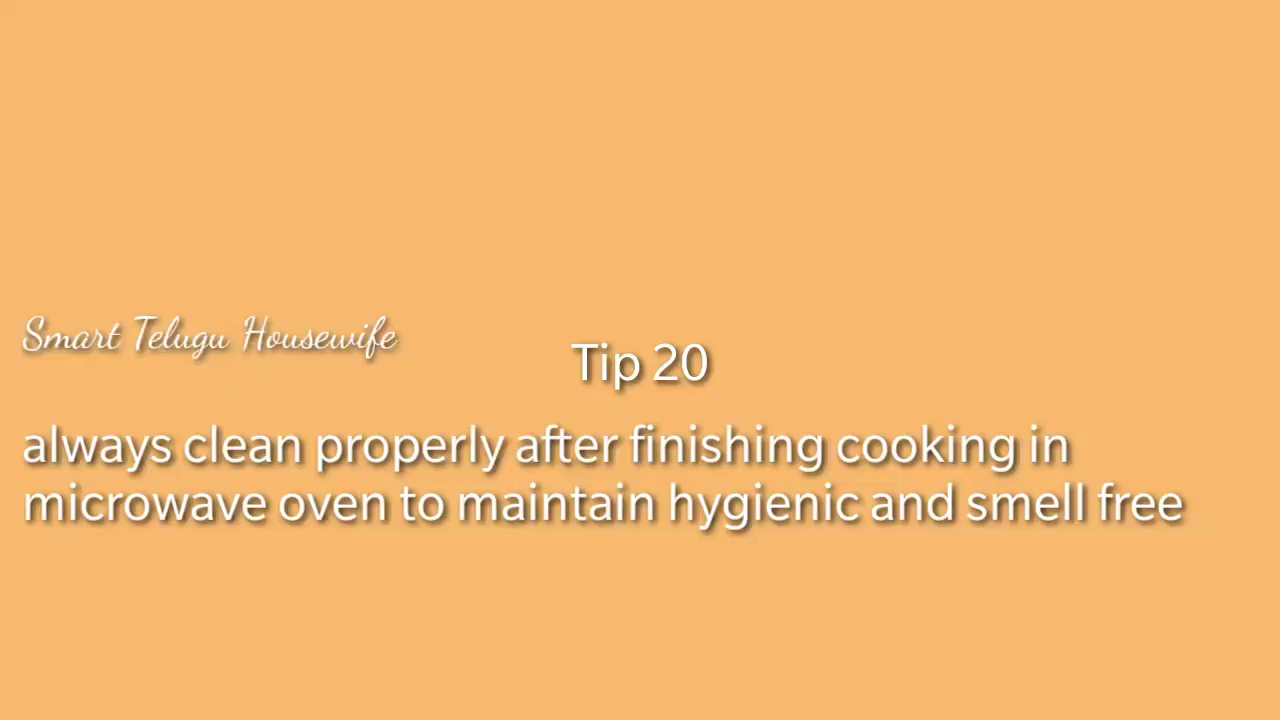 Smart Telugu Housewife
Tip 20
always clean properly after finishing cooking in
microwave oven to maintain hygienic and smell free